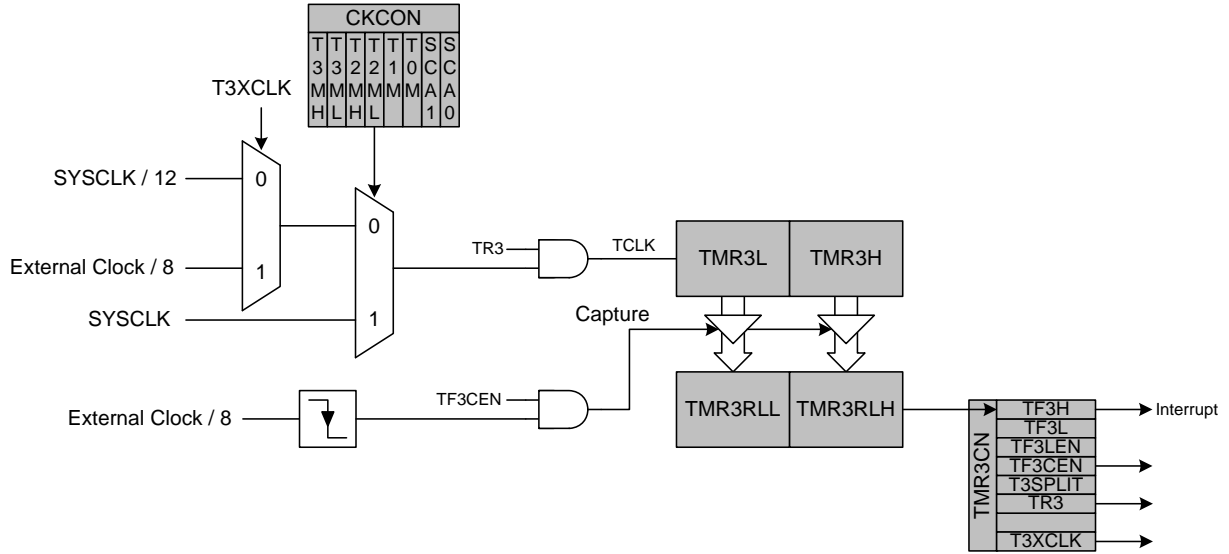 CKCON
T3MH
T3ML
T2MH
T2ML
T1M
T0M
SCA1
SCA0
T3XCLK
SYSCLK / 12
0
External Clock / 8
1
SYSCLK
0
1
TR3
TCLK
TMR3L
TMR3H
Capture
External Clock / 8
TF3CEN
TMR3RLL
TMR3RLH
TMR3CN
TF3H
TF3L
TF3LEN
TF3CEN
T3SPLIT
TR3
T3XCLK
Interrupt